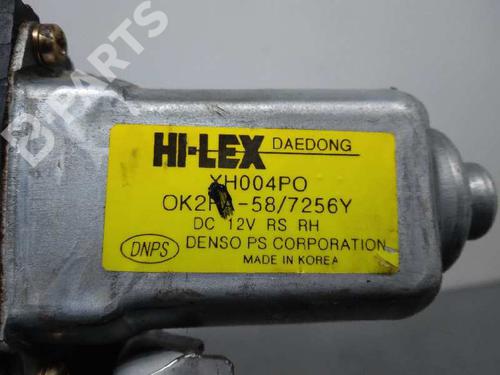 B-PARTS
HI-LEX DAEDONG
XH004PO
-58/7256Y
DC 12V RS RH
DNPS
DENSO PS CORPORATION
MADE IN KOREA